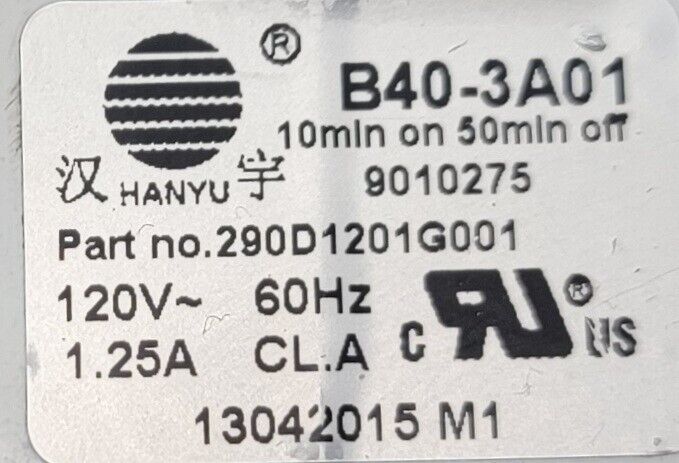 ®
B40-3A01
10min on 50min off
汉 HANYU 宇
9010275
Part no.290D1201G001
120V~ 60Hz
1.25A CL.A
c RU ® US
13042015 M1